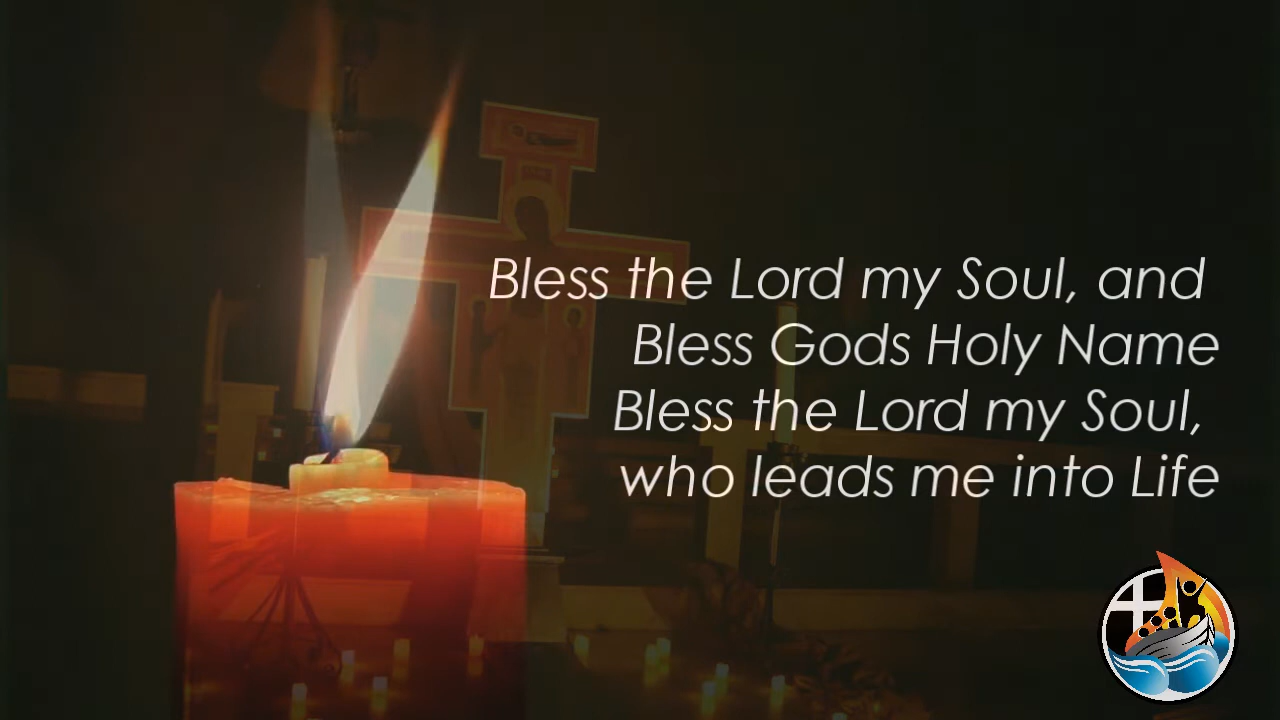 Bless the Lord my Soul, and
Bless Gods Holy Name
Bless the Lord my Soul,
who leads me into Life